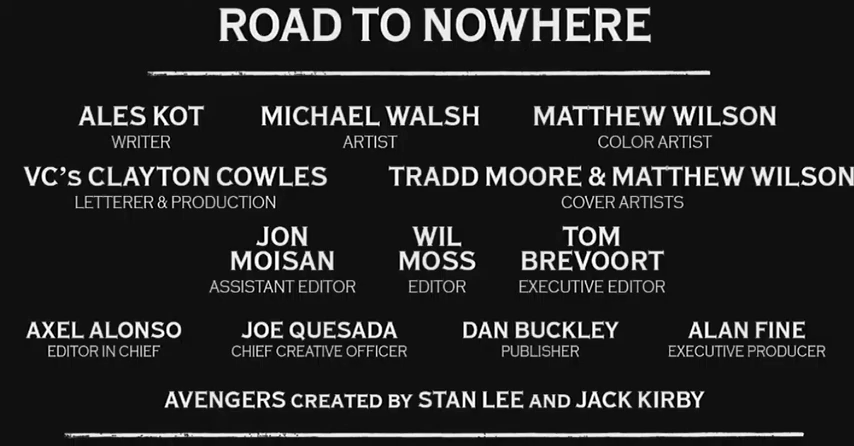 ROAD TO NOWHERE
ALES KOT MICHAEL WALSH MATTHEW WILSON
WRITER ARTIST COLOR ARTIST
VC's CLAYTON COWLES TRADD MOORE & MATTHEW WILSON
LETTERER & PRODUCTION COVER ARTISTS
JON WIL TOM
MOISAN MOSS BREVOORT
ASSISTANT EDITOR EDITOR EXECUTIVE EDITOR
AXEL ALONSO JOE QUESADA DAN BUCKLEY ALAN FINE
EDITOR IN CHIEF CHIEF CREATIVE OFFICER PUBLISHER EXECUTIVE PRODUCER
AVENGERS CREATED BY STAN LEE AND JACK KIRBY